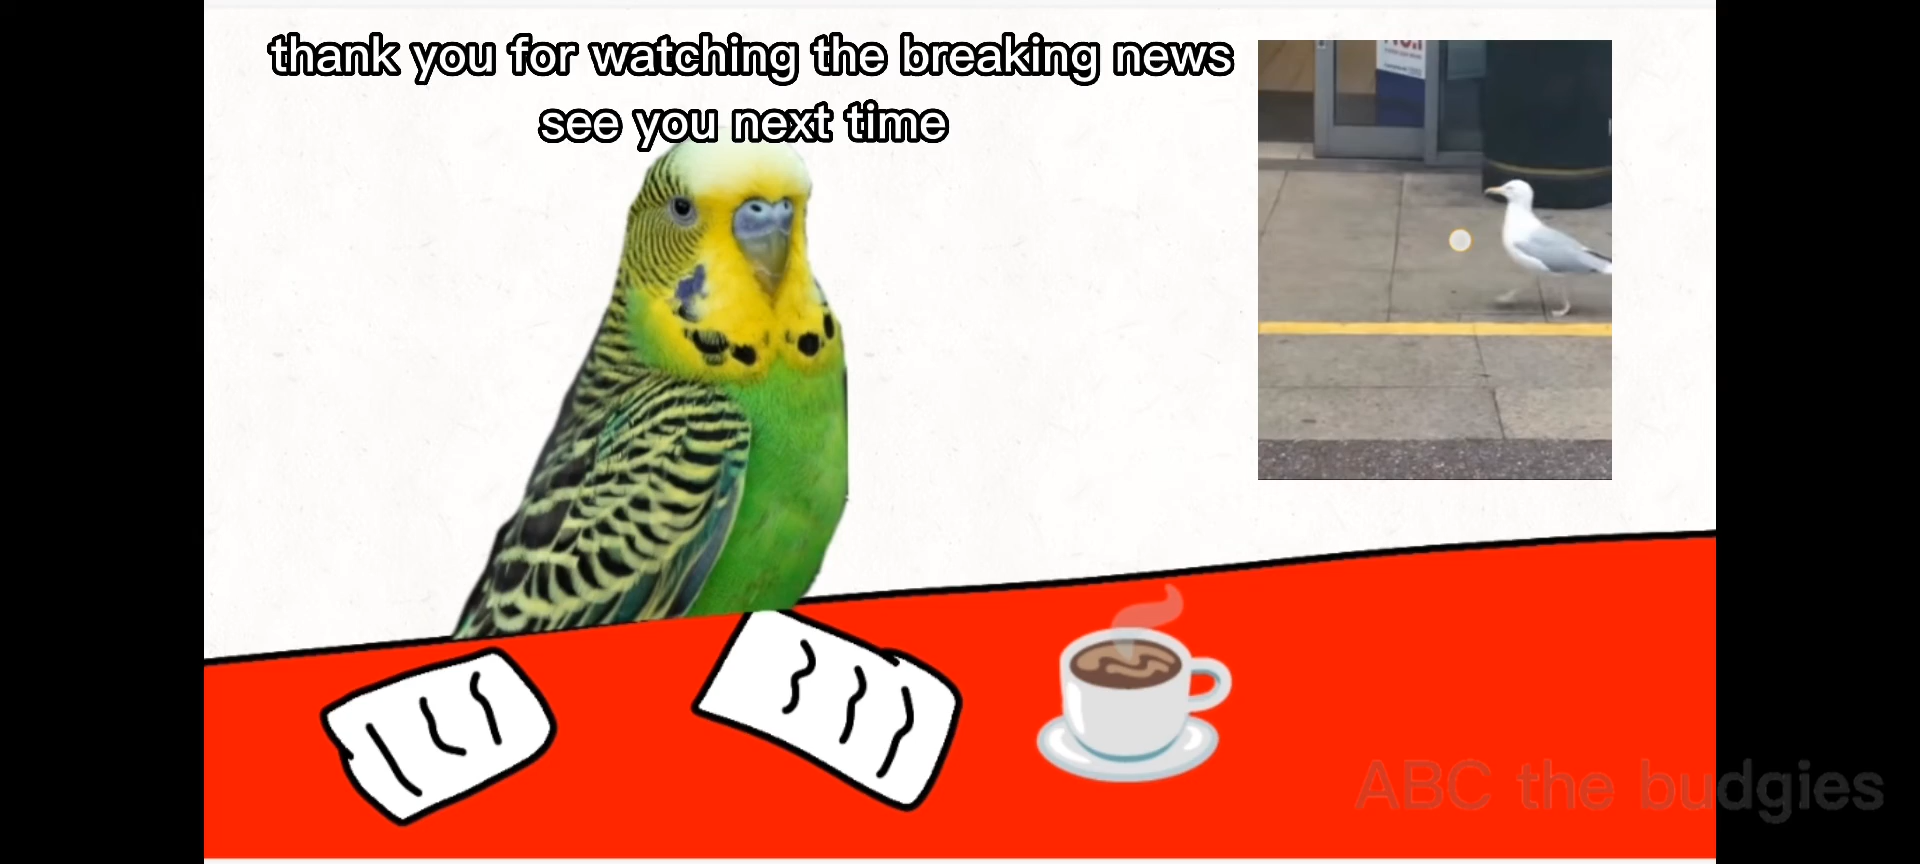 thank you for watching the breaking news
see you next time
ABC the budgies